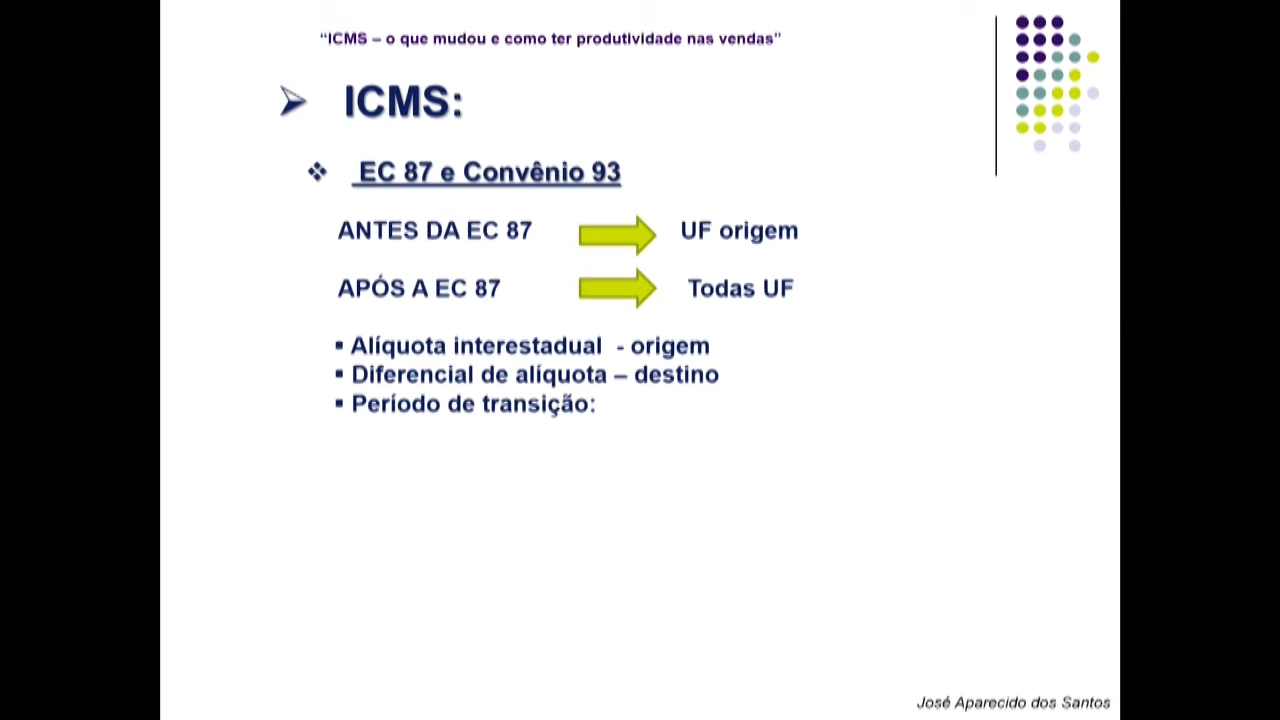 “ICMS – o que mudou e como ter produtividade nas vendas”
ICMS:
EC 87 e Convênio 93
ANTES DA EC 87 UF origem
APÓS A EC 87 Todas UF
Alíquota interestadual - origem
Diferencial de alíquota – destino
Período de transição:
José Aparecido dos Santos